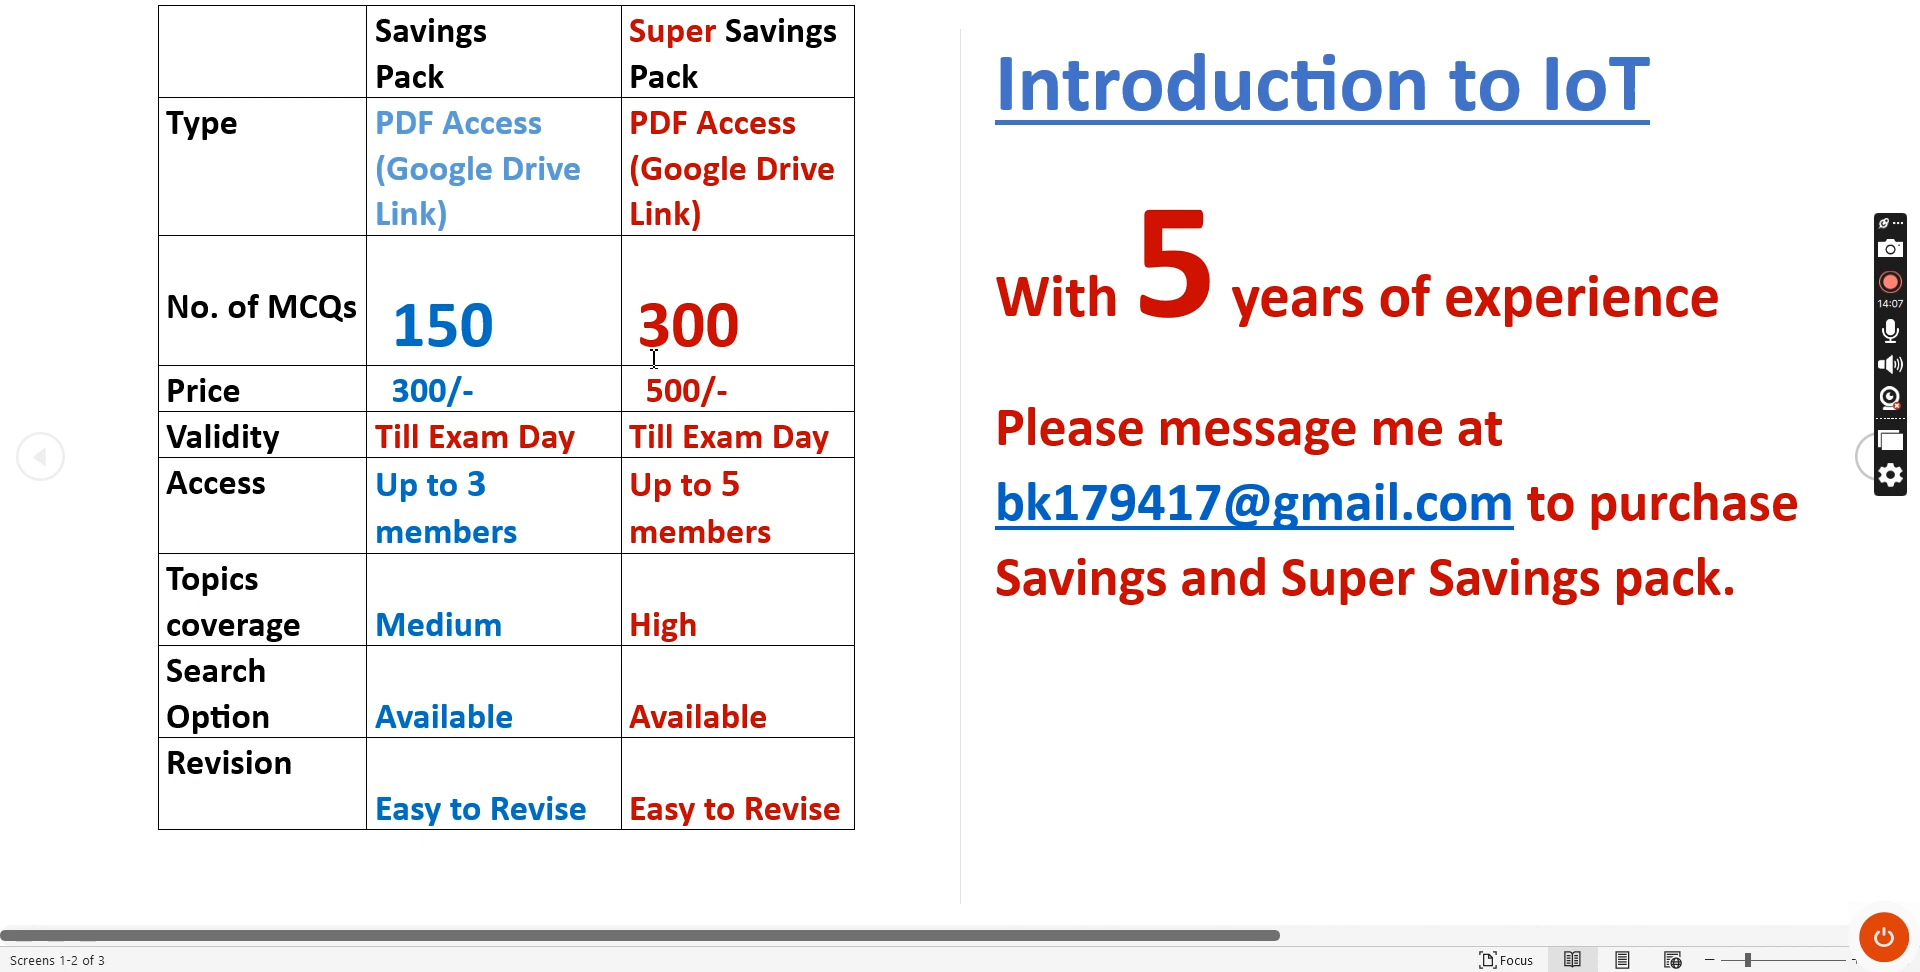 Savings
Pack
Super Savings
Pack
Type
PDF Access
(Google Drive
Link)
PDF Access
(Google Drive
Link)
No. of MCQs
150
300
Price
300/-
500/-
Validity
Till Exam Day
Till Exam Day
Access
Up to 3
members
Up to 5
members
Topics
coverage
Medium
High
Search
Option
Available
Available
Revision
Easy to Revise
Easy to Revise
Introduction to IoT
With 5 years of experience
Please message me at
bk179417@gmail.com to purchase
Savings and Super Savings pack.
14:07
Screens 1-2 of 3
Focus